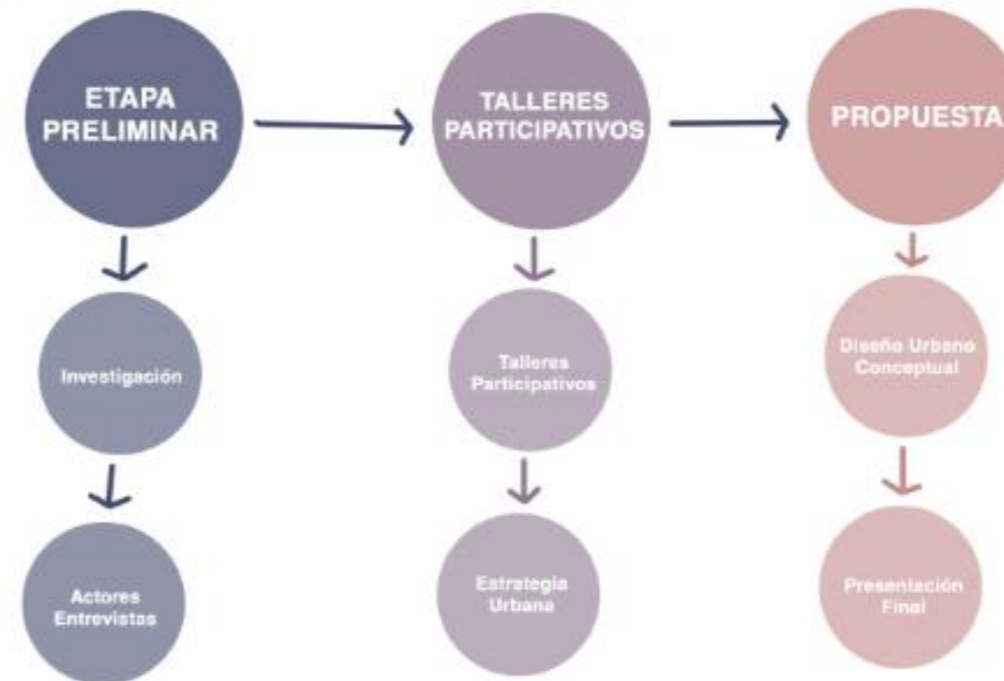 ETAPA
PRELIMINAR
TALLERES
PARTICIPATIVOS
PROPUESTA
Investigación
Talleres
Participativos
Diseño Urbano
Conceptual
Actores
Entrevistas
Estrategia
Urbana
Presentación
Final